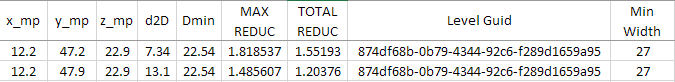 x_mp y_mp z_mp d2D Dmin MAX REDUC TOTAL REDUC Level Guid Min Width
12.2 47.2 22.9 7.34 22.54 1.818537 1.55193 874df68b-0b79-4344-92c6-f289d1659a95 27
12.2 47.9 22.9 13.1 22.54 1.485607 1.20376 874df68b-0b79-4344-92c6-f289d1659a95 27